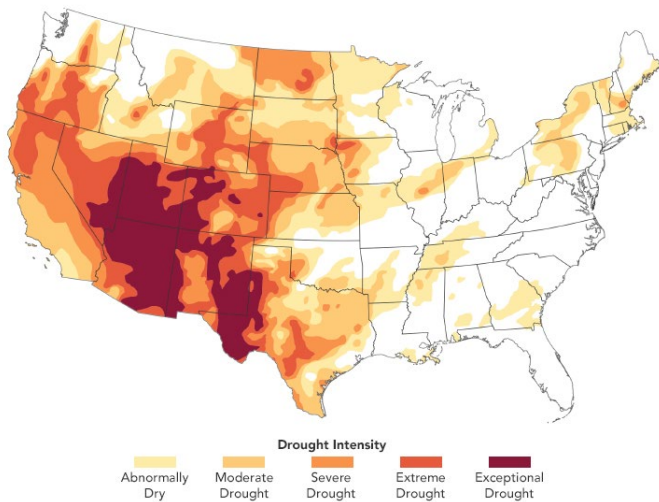 Drought Intensity
Abnormally Dry
Moderate Drought
Severe Drought
Extreme Drought
Exceptional Drought